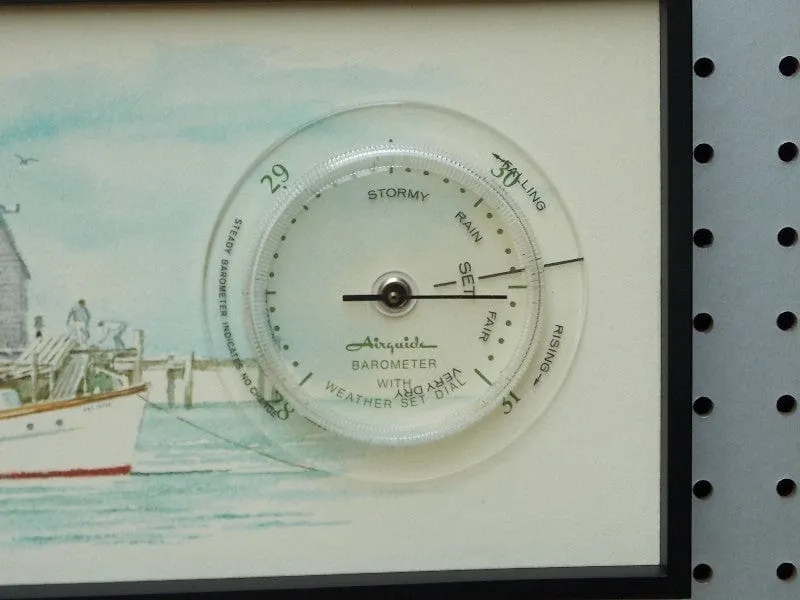 29
30
FALLING
STORMY
RAIN
SET
FAIR
VERY DRY
RISING
31
28
STEADY BAROMETER INDICATES NO CHANGE
Airguide
BAROMETER
WITH
WEATHER SET DIAL